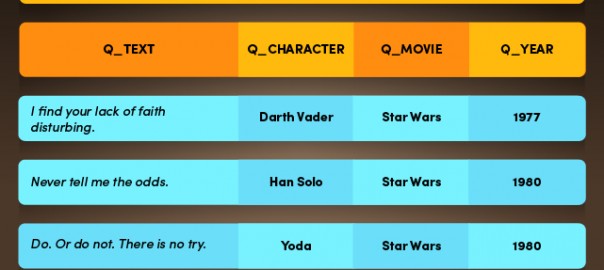 Q_TEXT Q_CHARACTER Q_MOVIE Q_YEAR
I find your lack of faith
disturbing. Darth Vader Star Wars 1977
Never tell me the odds. Han Solo Star Wars 1980
Do. Or do not. There is no try. Yoda Star Wars 1980